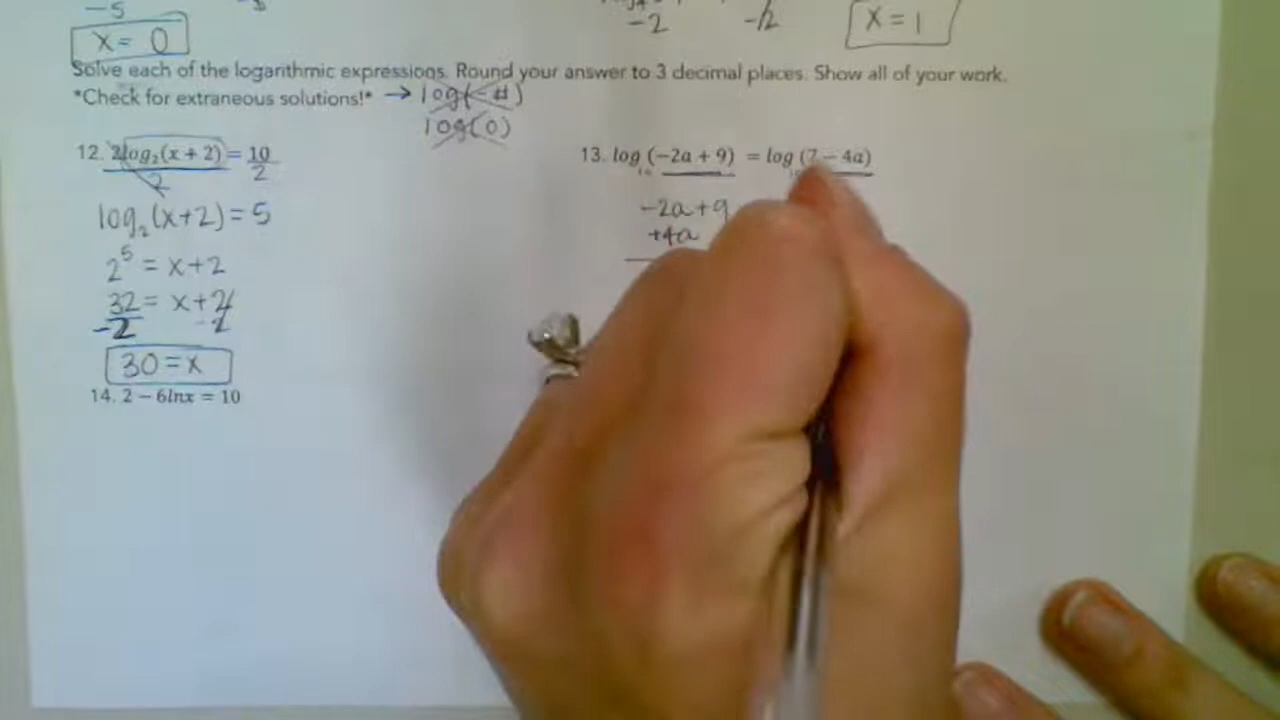 -5
x = 0
-2 -12 x = 1
Solve each of the logarithmic expressions. Round your answer to 3 decimal places. Show all of your work.
*Check for extraneous solutions!* → log(-#)
log(0)
12. 2log₂(x + 2) = 10
2 2
log₂(x+2) = 5
2⁵ = x+2
32 = x+2
-2 -2
30 = x
13. log (-2a + 9) = log (7 - 4a)
-2a+9
+4a
14. 2 - 6lnx = 10